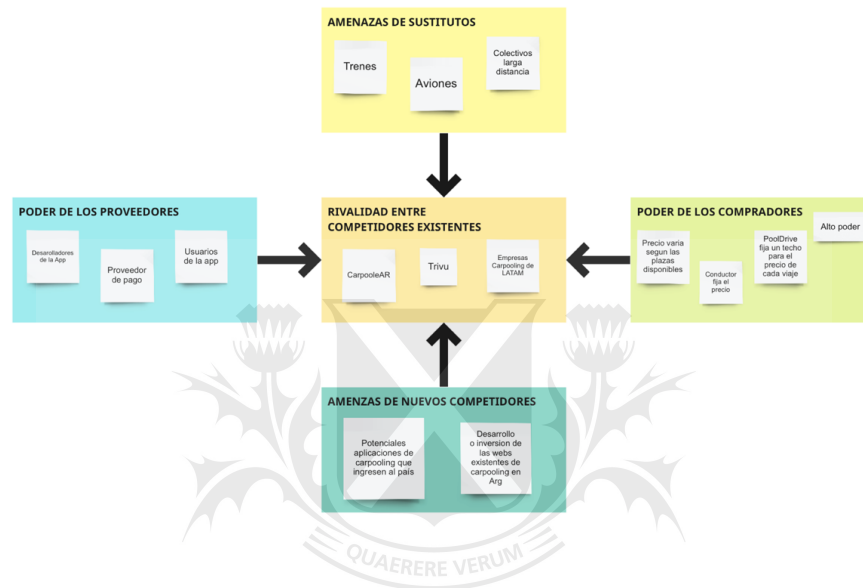 AMENAZAS DE SUSTITUTOS
Trenes
Aviones
Colectivos
larga
distancia
PODER DE LOS PROVEEDORES
Desarolladores
de la App
Proveedor
de pago
Usuarios
de la app
RIVALIDAD ENTRE
COMPETIDORES EXISTENTES
CarpooleAR
Trivu
Empresas
Carpooling de
LATAM
PODER DE LOS COMPRADORES
Precio varia
segun las
plazas
disponibles
Conductor
fija el
precio
PoolDrive
fija un techo
para el
precio de
cada viaje
Alto poder
AMENZAS DE NUEVOS COMPETIDORES
Potenciales
aplicaciones de
carpooling que
ingresen al país
Desarrollo
o inversion de
las webs
existentes de
carpooling en
Arg
QUAERERE VERUM